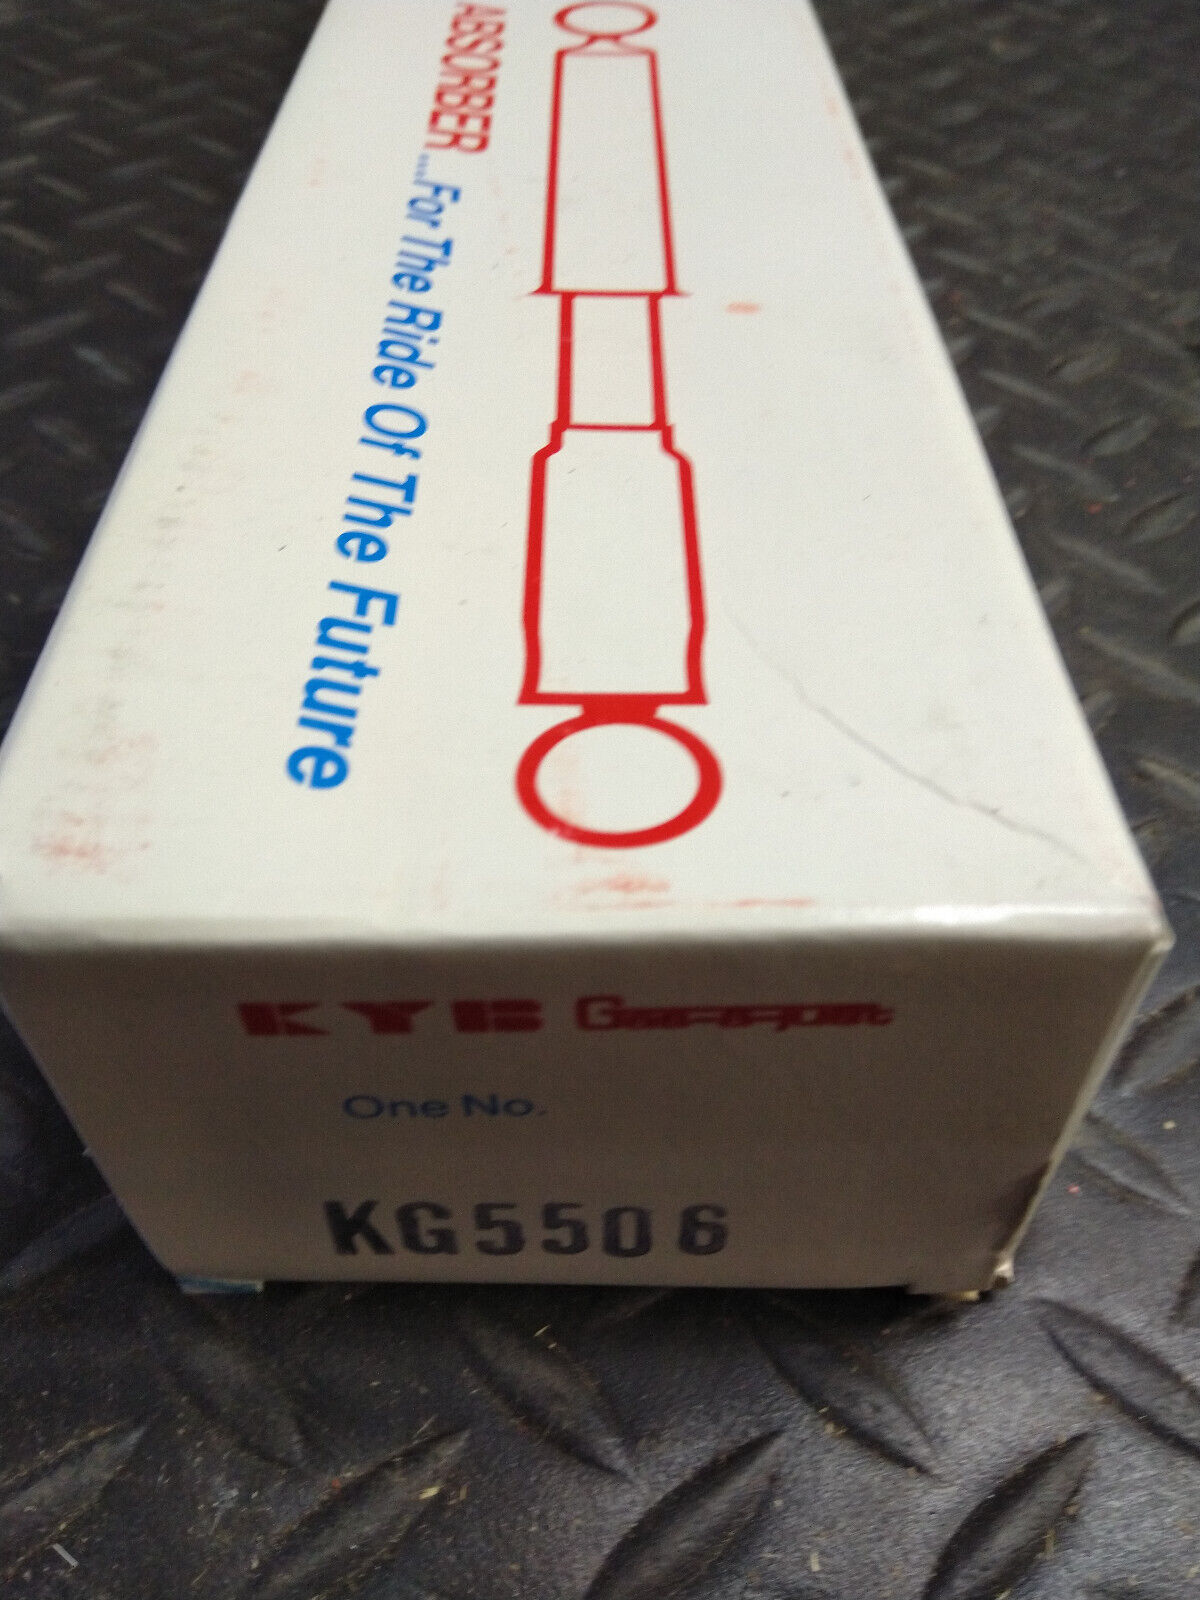 ABSORBER ....For The Ride Of The Future
KYB Gas-a-just
One No.
KG5506